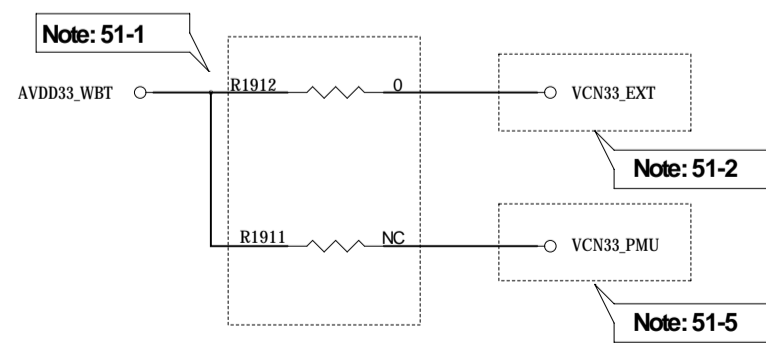 Note: 51-1
R1912 0
AVDD33_WBT VCN33_EXT
Note: 51-2
R1911 NC
VCN33_PMU
Note: 51-5